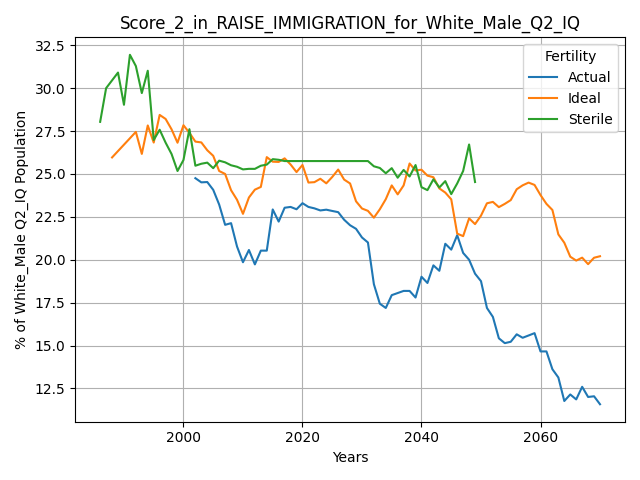 Score_2_in_RAISE_IMMIGRATION_for_White_Male_Q2_IQ
Fertility
Actual
Ideal
Sterile
% of White_Male Q2_IQ Population
32.5
30.0
27.5
25.0
22.5
20.0
17.5
15.0
12.5
2000
2020
2040
2060
Years